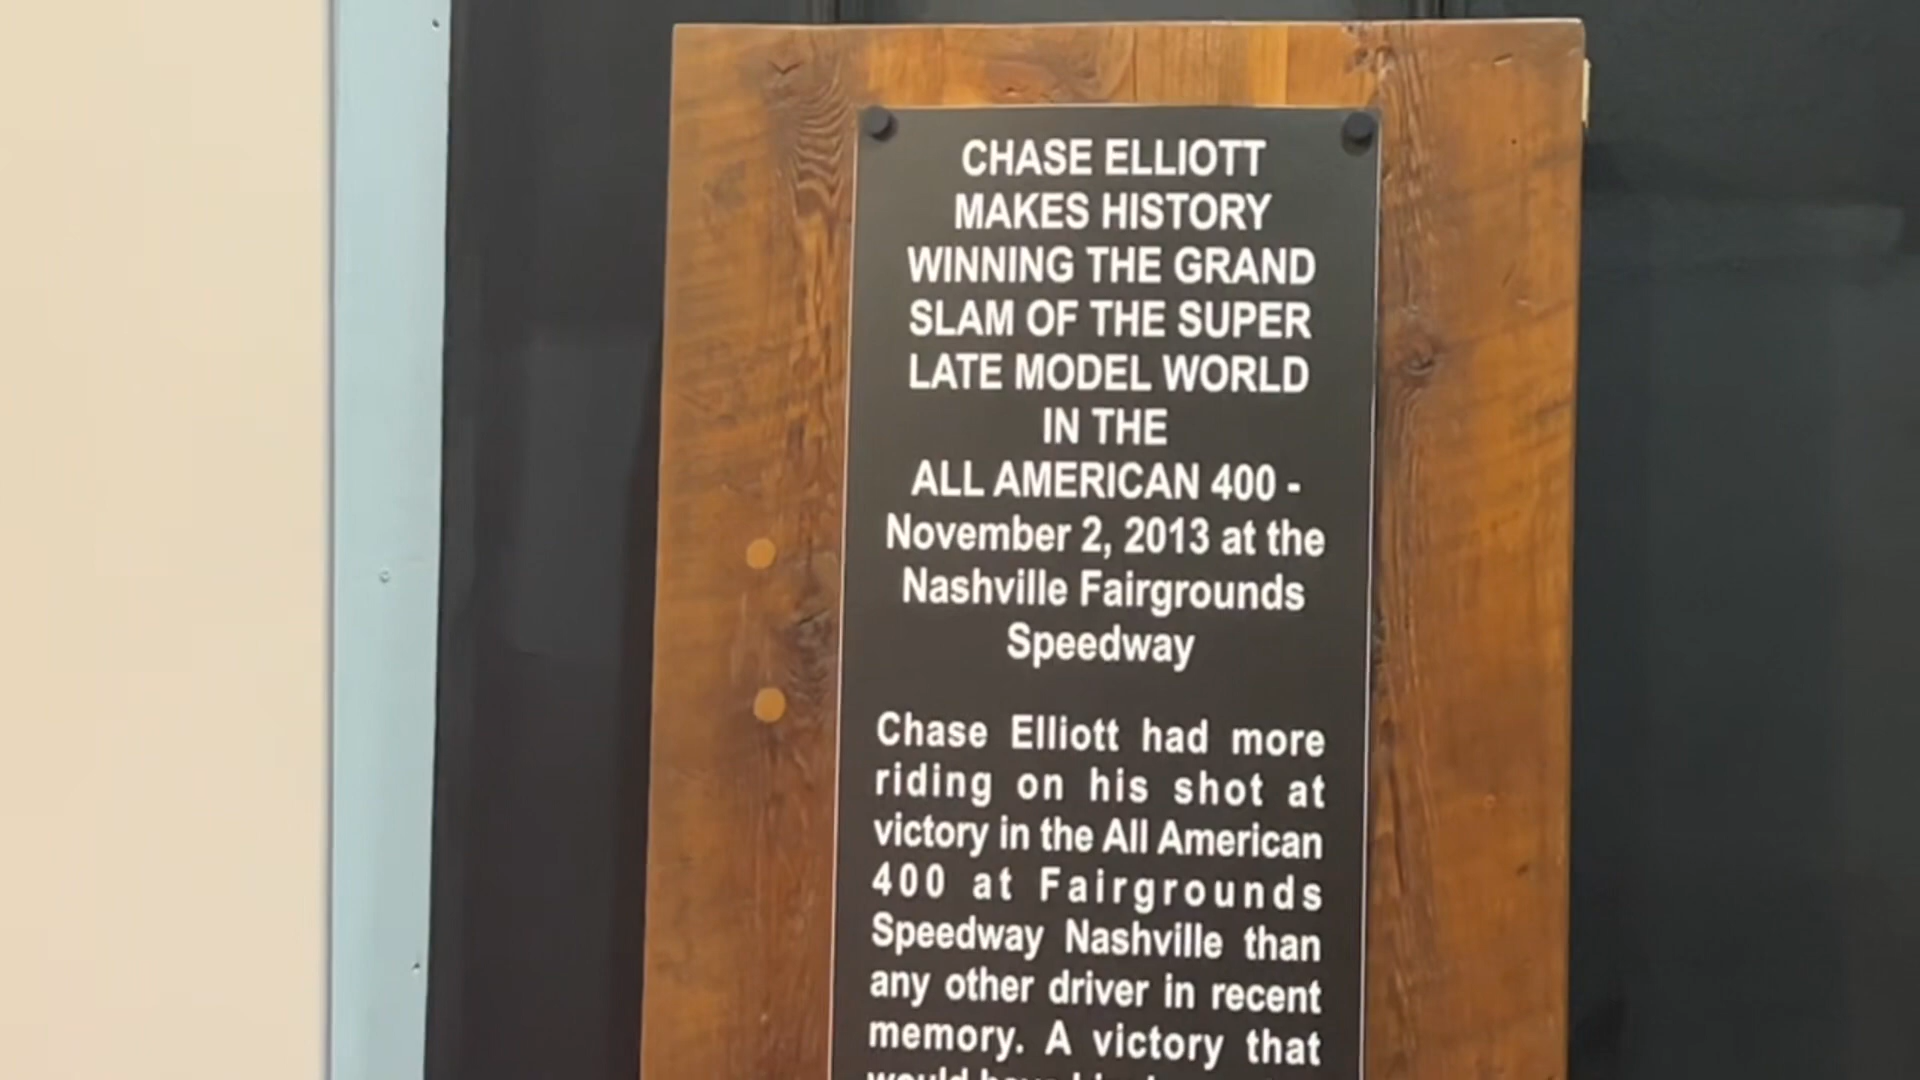 CHASE ELLIOTT
MAKES HISTORY
WINNING THE GRAND
SLAM OF THE SUPER
LATE MODEL WORLD
IN THE
ALL AMERICAN 400 -
November 2, 2013 at the
Nashville Fairgrounds
Speedway
Chase Elliott had more
riding on his shot at
victory in the All American
400 at Fairgrounds
Speedway Nashville than
any other driver in recent
memory. A victory that
would have